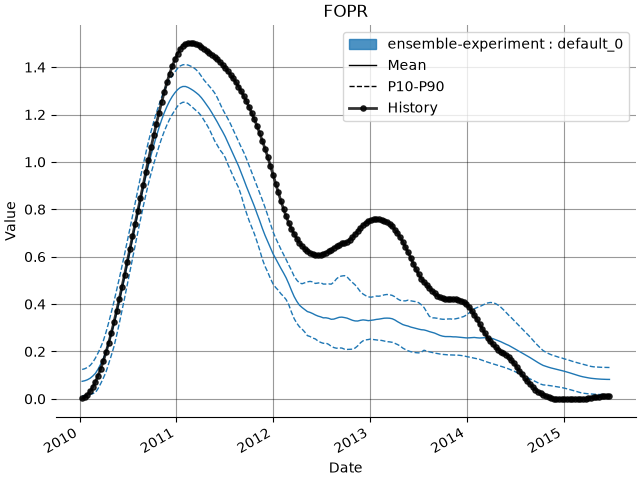 FOPR
ensemble-experiment : default_0
Mean
P10-P90
History
Value
1.4
1.2
1.0
0.8
0.6
0.4
0.2
0.0
2010 2011 2012 2013 2014 2015
Date